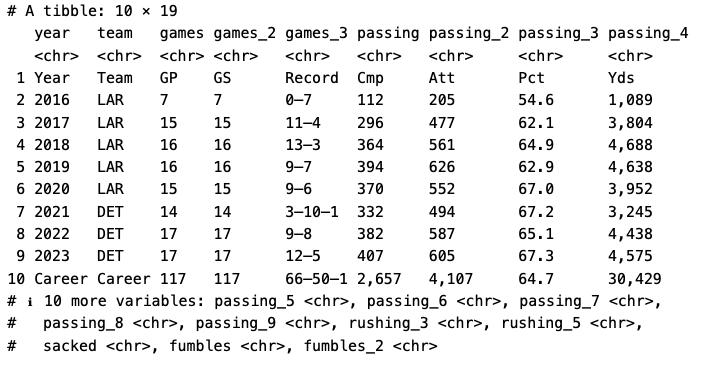 # A tibble: 10 × 19
year team games games_2 games_3 passing passing_2 passing_3 passing_4
<chr> <chr> <chr> <chr> <chr> <chr> <chr> <chr> <chr>
1 Year Team GP GS Record Cmp Att Pct Yds
2 2016 LAR 7 7 0–7 112 205 54.6 1,089
3 2017 LAR 15 15 11–4 296 477 62.1 3,804
4 2018 LAR 16 16 13–3 364 561 64.9 4,688
5 2019 LAR 16 16 9–7 394 626 62.9 4,638
6 2020 LAR 15 15 9–6 370 552 67.0 3,952
7 2021 DET 14 14 3–10–1 332 494 67.2 3,245
8 2022 DET 17 17 9–8 382 587 65.1 4,438
9 2023 DET 17 17 12–5 407 605 67.3 4,575
10 Career Career 117 117 66–50–1 2,657 4,107 64.7 30,429
# ℹ 10 more variables: passing_5 <chr>, passing_6 <chr>, passing_7 <chr>,
# passing_8 <chr>, passing_9 <chr>, rushing_3 <chr>, rushing_5 <chr>,
# sacked <chr>, fumbles <chr>, fumbles_2 <chr>